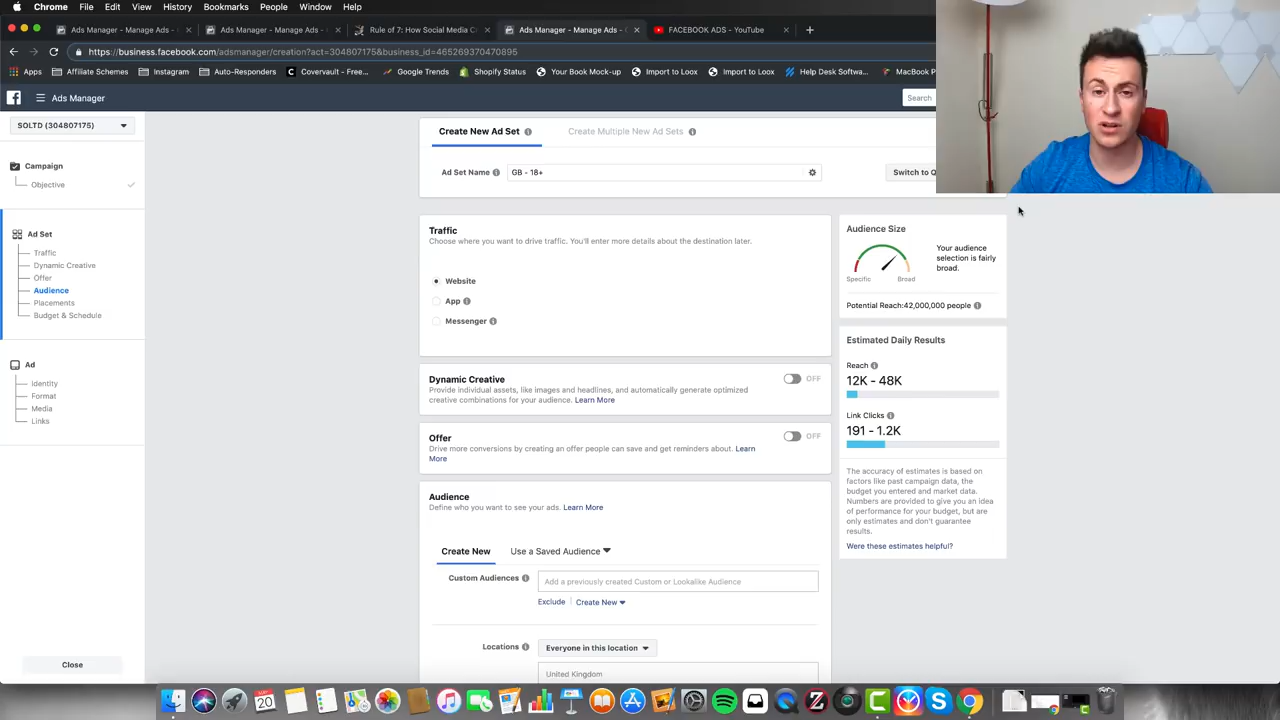 Chrome File Edit View History Bookmarks People Window Help
Ads Manager - Manage Ads - Ads Manager - Manage Ads - Rule of 7: How Social Media C Ads Manager - Manage Ads - FACEBOOK ADS - YouTube
https://business.facebook.com/adsmanager/creation?act=304807175&business_id=465269370470895
Apps Affiliate Schemes Instagram Auto-Responders Covervault - Free... Google Trends Shopify Status Your Book Mock-up Import to Loox Import to Loox Help Desk Softwa... MacBook P
Ads Manager
Search
SOLTD (304807175)
Campaign
Objective
Ad Set
Traffic
Dynamic Creative
Offer
Audience
Placements
Budget & Schedule
Ad
Identity
Format
Media
Links
Close
Create New Ad Set Create Multiple New Ad Sets
Ad Set Name GB - 18+ Switch to Q
Traffic
Choose where you want to drive traffic. You'll enter more details about the destination later.
Website
App
Messenger
Dynamic Creative OFF
Provide individual assets, like images and headlines, and automatically generate optimized
creative combinations for your audience. Learn More
Offer OFF
Drive more conversions by creating an offer people can save and get reminders about. Learn
More
Audience
Define who you want to see your ads. Learn More
Create New Use a Saved Audience
Custom Audiences Add a previously created Custom or Lookalike Audience
Exclude Create New
Locations Everyone in this location
United Kingdom
Audience Size
Your audience
selection is fairly
broad.
Specific Broad
Potential Reach:42,000,000 people
Estimated Daily Results
Reach
12K - 48K
Link Clicks
191 - 1.2K
The accuracy of estimates is based on
factors like past campaign data, the
budget you entered and market data.
Numbers are provided to give you an idea
of performance for your budget, but are
only estimates and don't guarantee
results.
Were these estimates helpful?
20